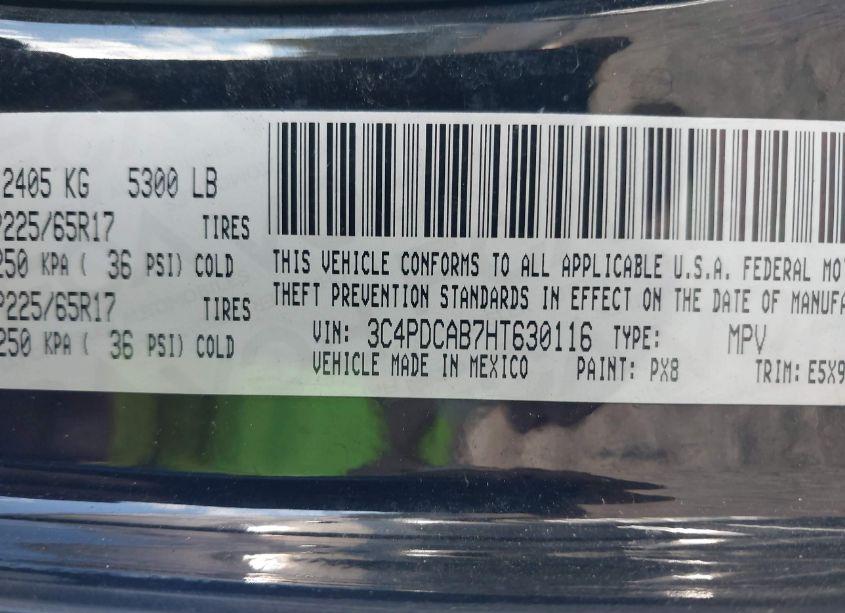 2405 KG 5300 LB
P225/65R17 TIRES
250 KPA ( 36 PSI) COLD
P225/65R17 TIRES
250 KPA ( 36 PSI) COLD
THIS VEHICLE CONFORMS TO ALL APPLICABLE U.S.A. FEDERAL MOT
THEFT PREVENTION STANDARDS IN EFFECT ON THE DATE OF MANUFA
VIN: 3C4PDCAB7HT630116 TYPE: MPV
VEHICLE MADE IN MEXICO PAINT: PX8 TRIM: E5X9